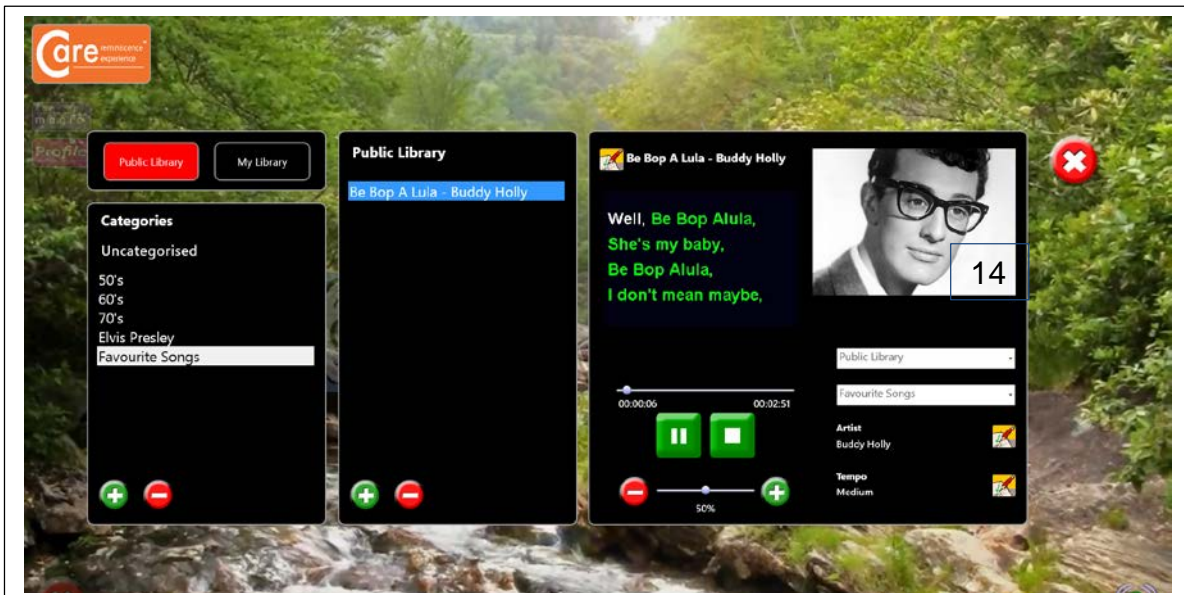 Care reminiscence experience™
Profile
Public Library
My Library
Categories
Uncategorised
50's
60's
70's
Elvis Presley
Favourite Songs
Public Library
Be Bop A Lula - Buddy Holly
Be Bop A Lula - Buddy Holly
Well, Be Bop Alula,
She's my baby,
Be Bop Alula,
I don't mean maybe,
00:00:06
00:02:51
50%
14
Public Library
Favourite Songs
Artist
Buddy Holly
Tempo
Medium